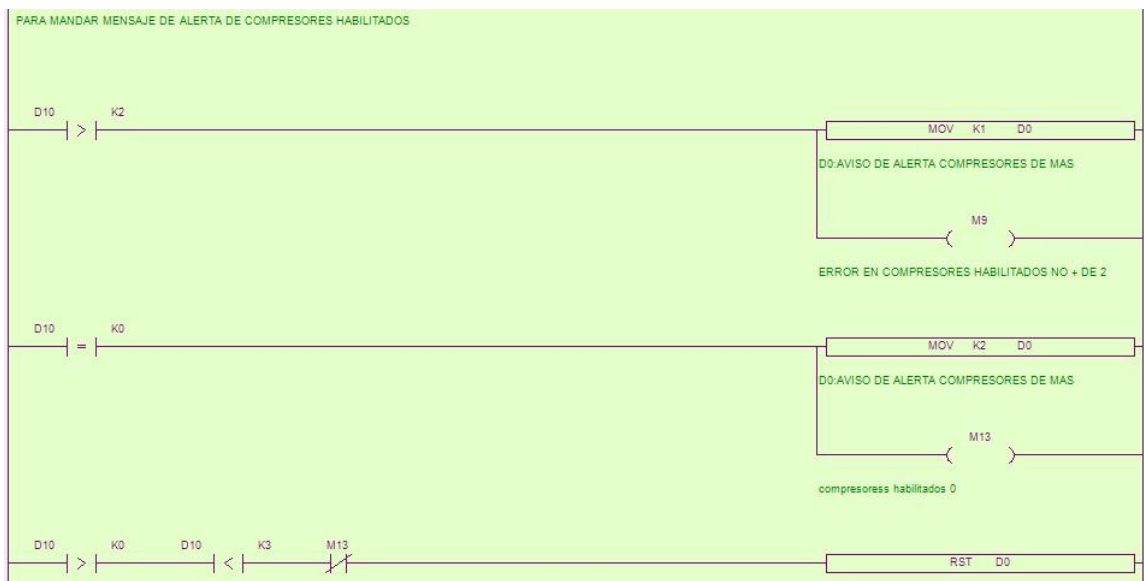 PARA MANDAR MENSAJE DE ALERTA DE COMPRESORES HABILITADOS
D10 > K2 MOV K1 D0
D0:AVISO DE ALERTA COMPRESORES DE MAS
M9
ERROR EN COMPRESORES HABILITADOS NO + DE 2
D10 = K0 MOV K2 D0
D0:AVISO DE ALERTA COMPRESORES DE MAS
M13
compresoress habilitados 0
D10 > K0 D10 < K3 M13 RST D0